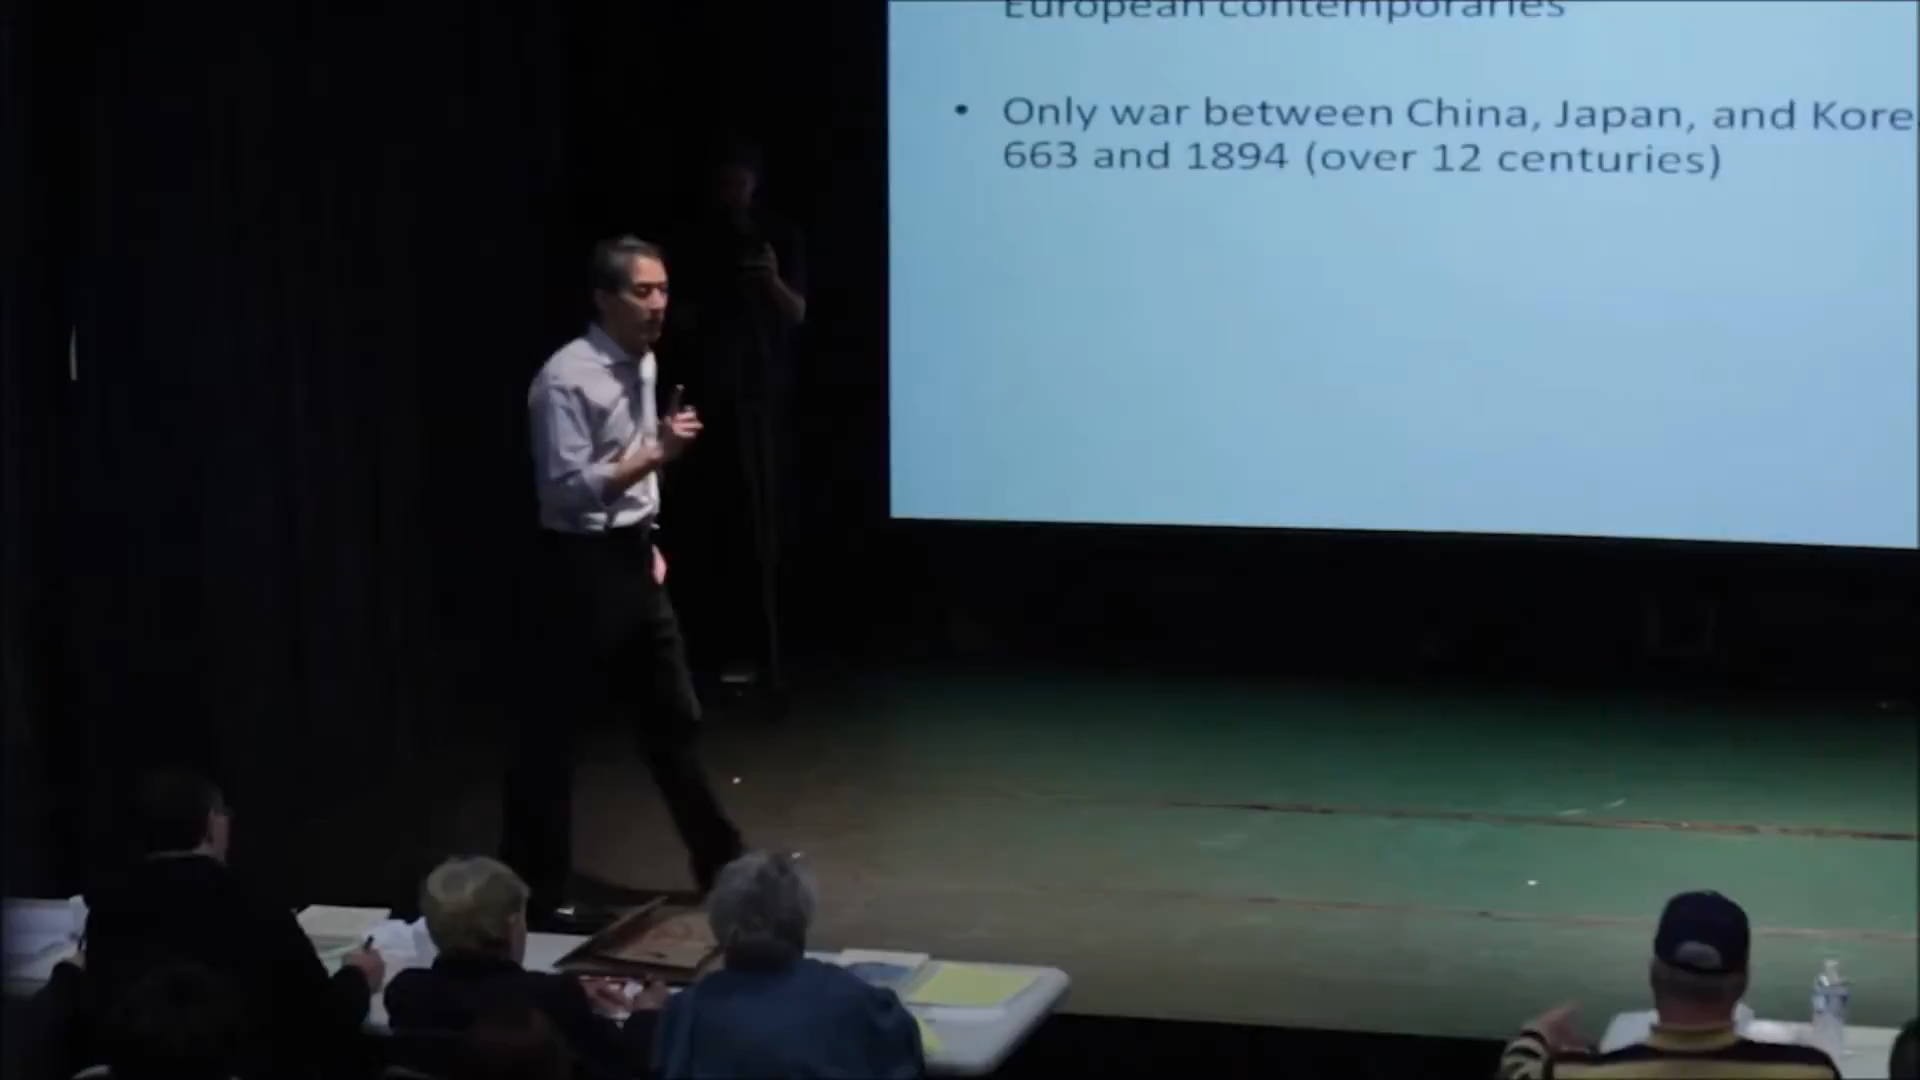 European contemporaries
• Only war between China, Japan, and Kore
663 and 1894 (over 12 centuries)